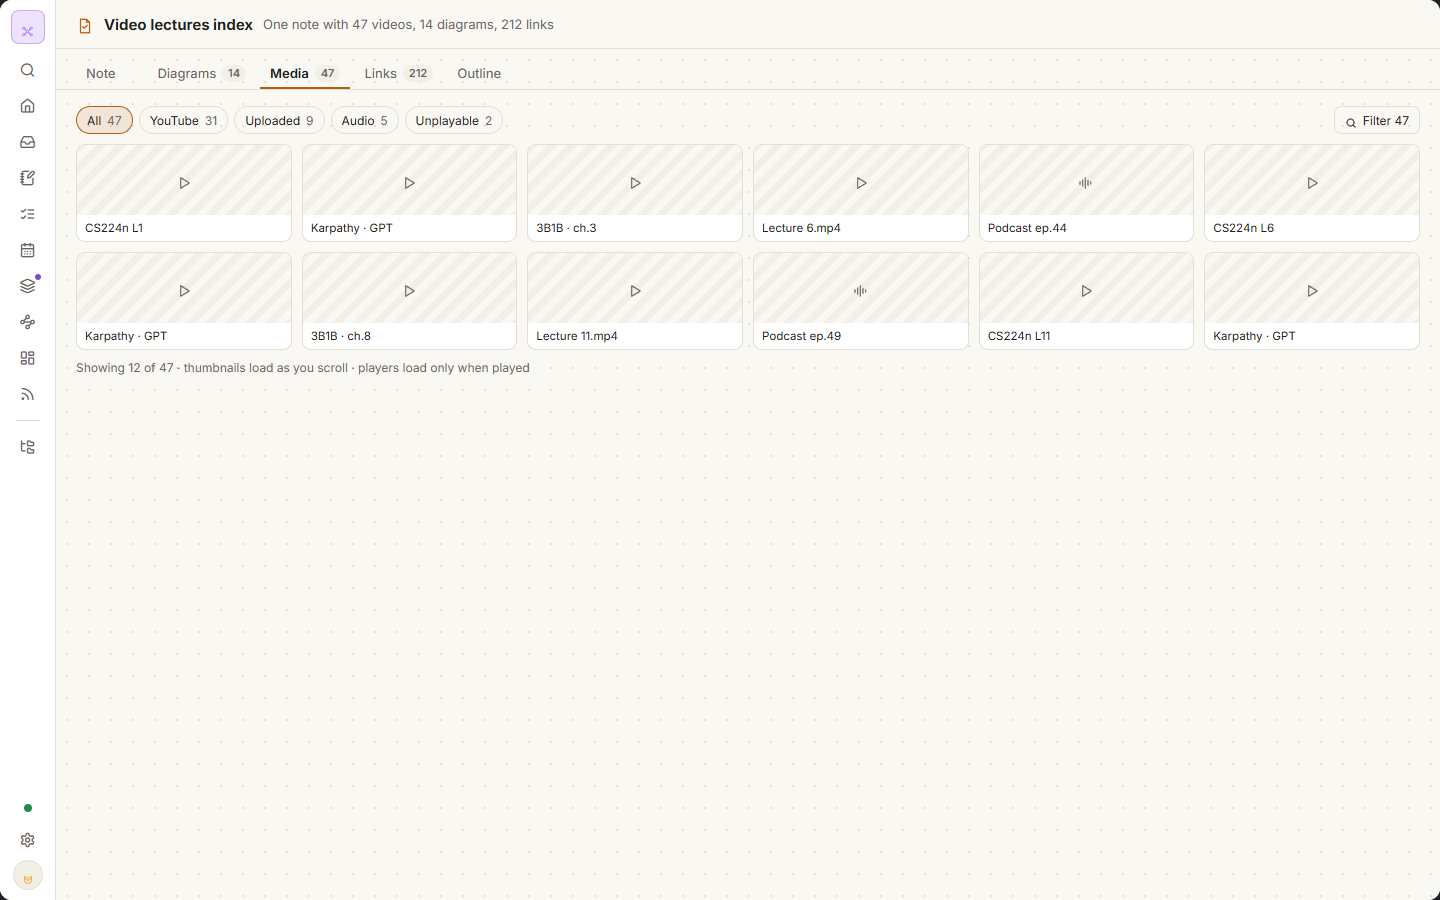 Video lectures index One note with 47 videos, 14 diagrams, 212 links
Note Diagrams 14 Media 47 Links 212 Outline
All 47 YouTube 31 Uploaded 9 Audio 5 Unplayable 2 Filter 47
CS224n L1 Karpathy · GPT 3B1B · ch.3 Lecture 6.mp4 Podcast ep.44 CS224n L6
Karpathy · GPT 3B1B · ch.8 Lecture 11.mp4 Podcast ep.49 CS224n L11 Karpathy · GPT
Showing 12 of 47 · thumbnails load as you scroll · players load only when played